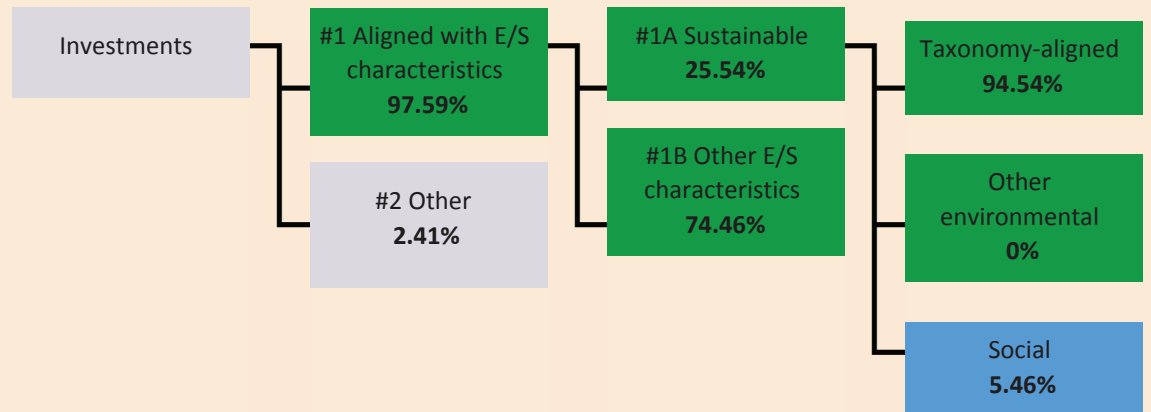 Investments
#1 Aligned with E/S
characteristics
97.59%
#2 Other
2.41%
#1A Sustainable
25.54%
#1B Other E/S
characteristics
74.46%
Taxonomy-aligned
94.54%
Other
environmental
0%
Social
5.46%